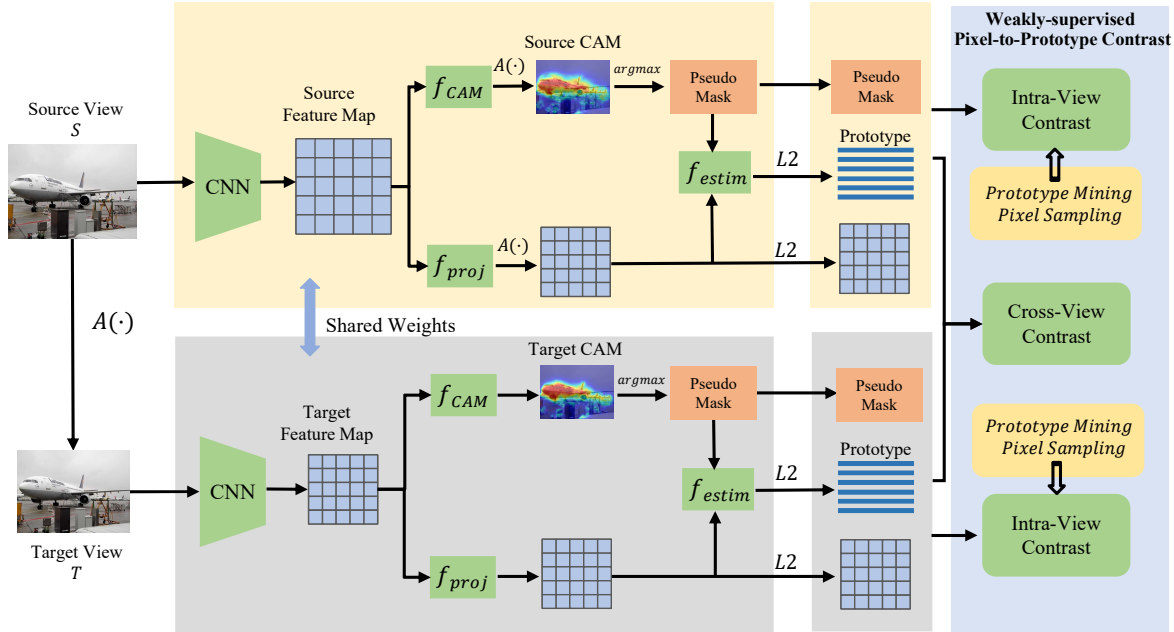 Weakly-supervised
Pixel-to-Prototype Contrast
Source View
S
Source
Feature Map
CNN
f_CAM
A(·)
Source CAM
argmax
Pseudo
Mask
Pseudo
Mask
Prototype
f_estim
L2
f_proj
A(·)
L2
Intra-View
Contrast
Prototype Mining
Pixel Sampling
A(·)
Shared Weights
Cross-View
Contrast
Target View
T
CNN
Target
Feature Map
f_CAM
Target CAM
argmax
Pseudo
Mask
Pseudo
Mask
Prototype
f_estim
L2
f_proj
L2
Prototype Mining
Pixel Sampling
Intra-View
Contrast